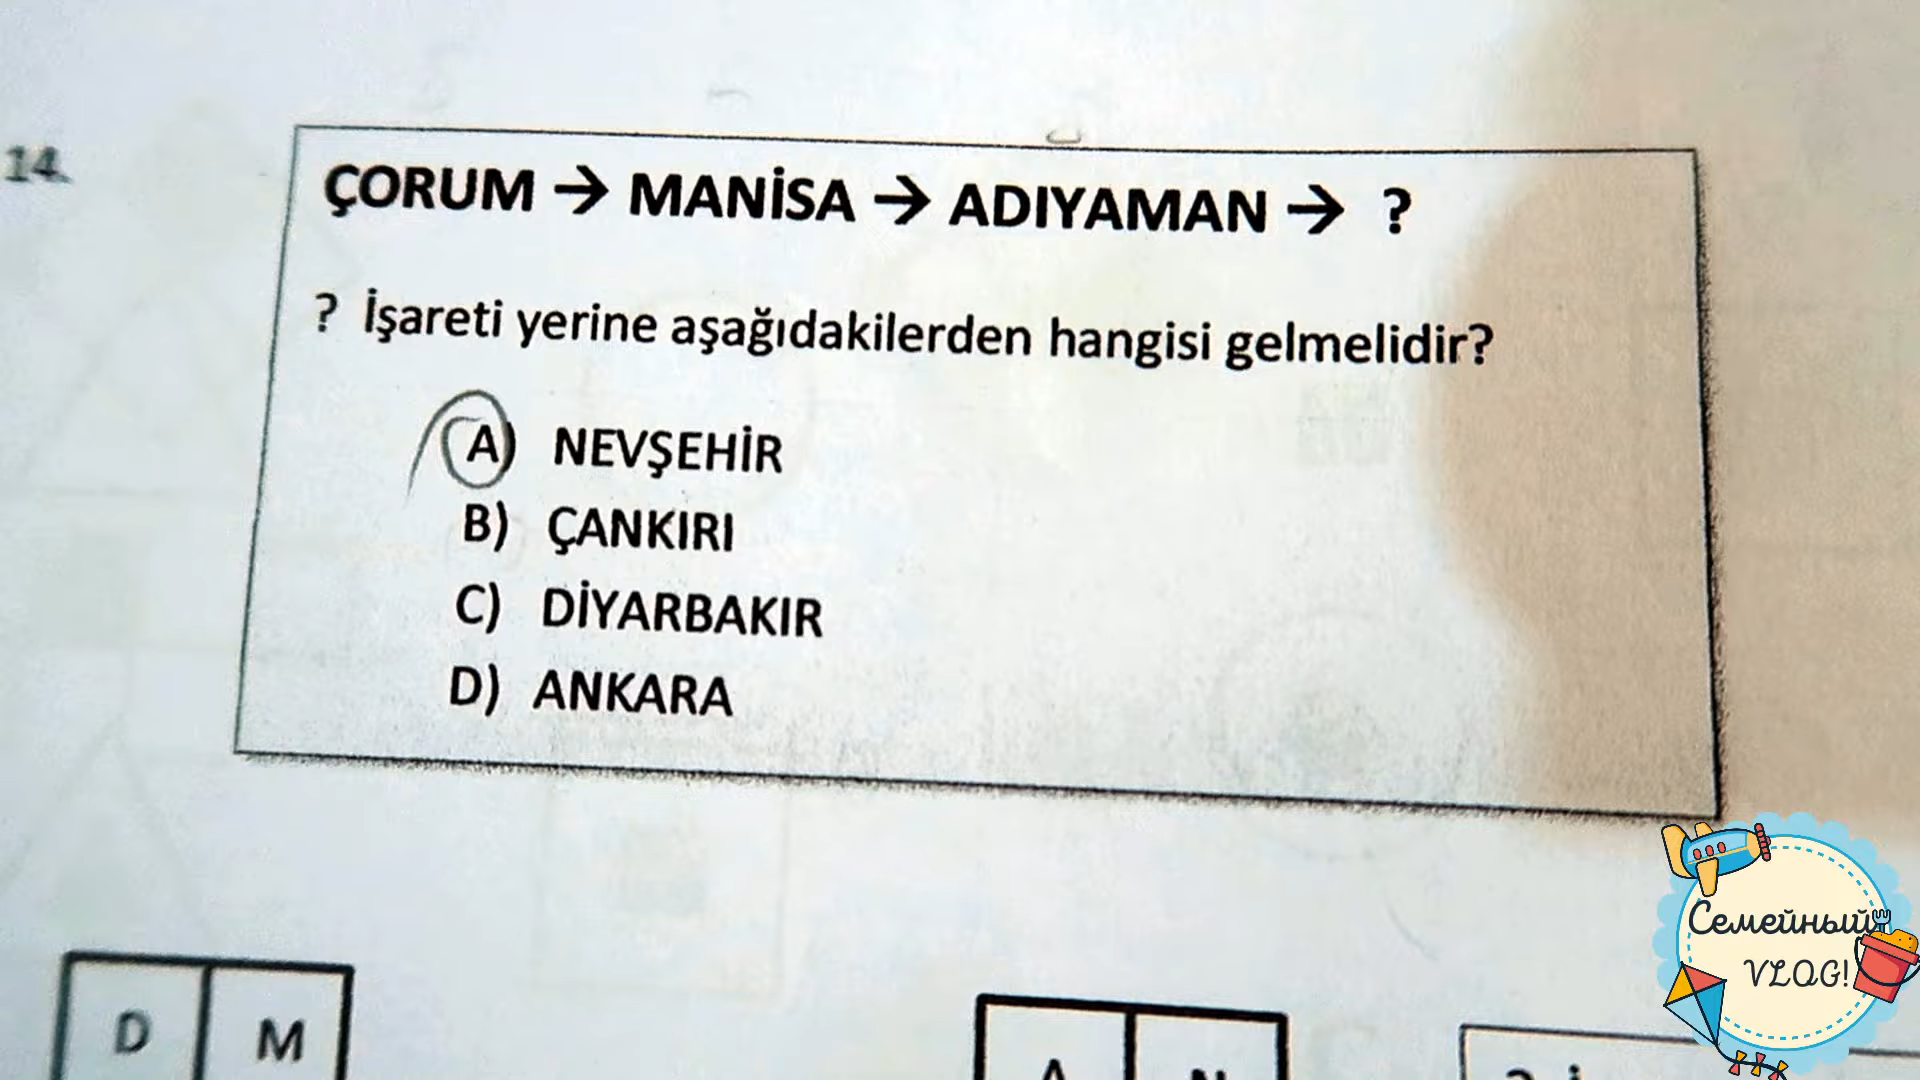 14.
ÇORUM → MANİSA → ADIYAMAN → ?
? İşareti yerine aşağıdakilerden hangisi gelmelidir?
A) NEVŞEHİR
B) ÇANKIRI
C) DİYARBAKIR
D) ANKARA
D M
A N
Семейный
VLOG!